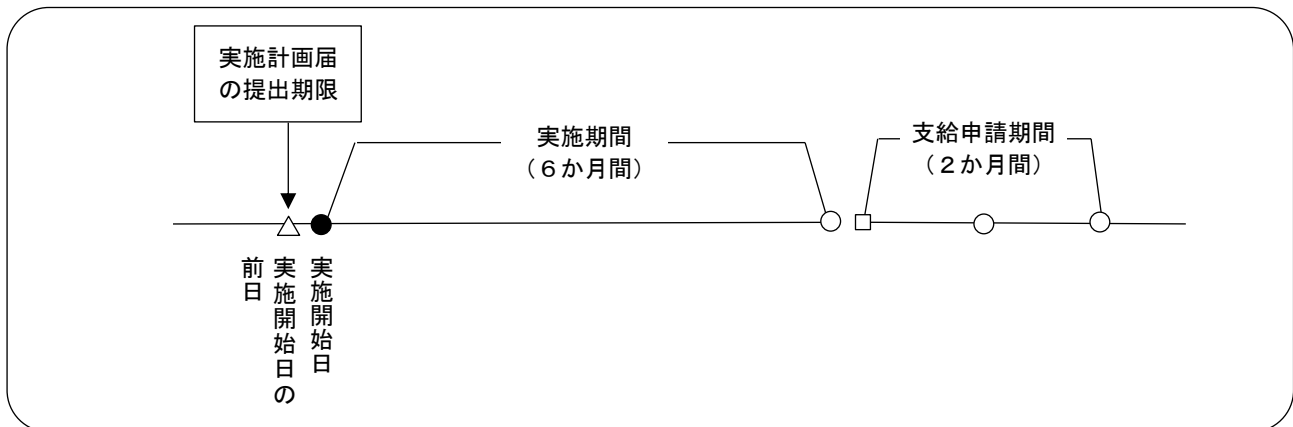 実施計画届
の提出期限
実施期間
（６か月間）
支給申請期間
（２か月間）
実施開始日
実施開始日の
前日